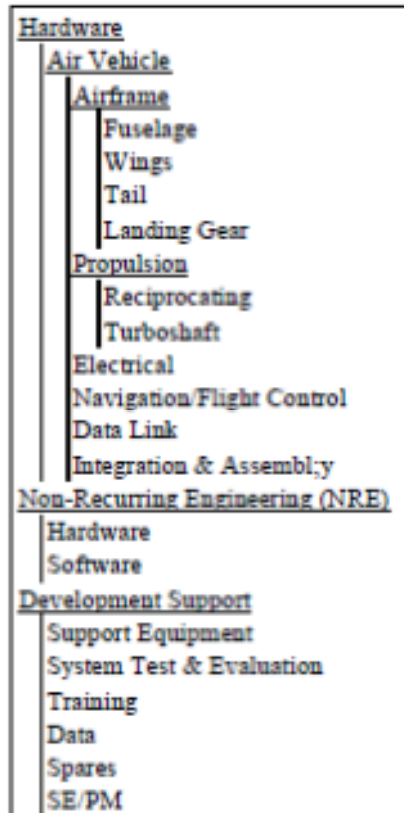 Hardware
Air Vehicle
Airframe
Fuselage
Wings
Tail
Landing Gear
Propulsion
Reciprocating
Turboshaft
Electrical
Navigation/Flight Control
Data Link
Integration & Assembl;y
Non-Recurring Engineering (NRE)
Hardware
Software
Development Support
Support Equipment
System Test & Evaluation
Training
Data
Spares
SE/PM